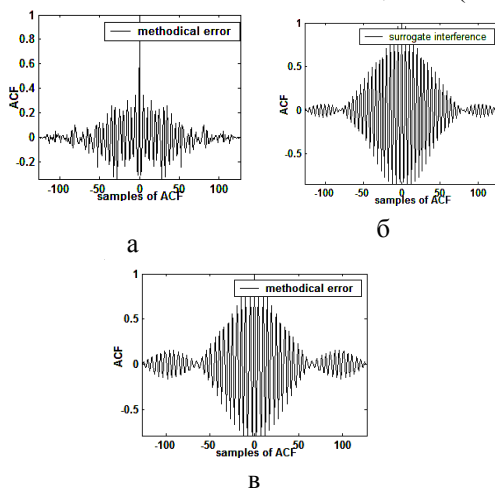 1
methodical error
0.8
0.6
ACF
0.4
0.2
0
-0.2
-100 -50 0 50 100
samples of ACF
а
1
surrogate interference
0.5
ACF
0
-0.5
-100 -50 0 50 100
samples of ACF
б
1
methodical error
0.5
ACF
0
-0.5
-100 -50 0 50 100
samples of ACF
в